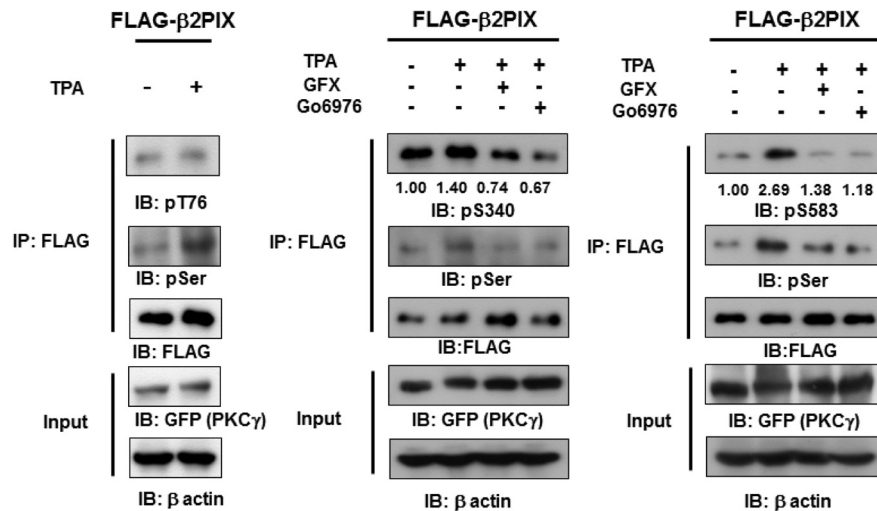 FLAG-β2PIX
TPA - +
IP: FLAG
IB: pT76
IB: pSer
IB: FLAG
Input
IB: GFP (PKCγ)
IB: β actin
FLAG-β2PIX
TPA - + + +
GFX - - + -
Go6976 - - - +
1.00 1.40 0.74 0.67
IB: pS340
IP: FLAG
IB: pSer
IB:FLAG
Input
IB: GFP (PKCγ)
IB: β actin
FLAG-β2PIX
TPA - + + +
GFX - - + -
Go6976 - - - +
1.00 2.69 1.38 1.18
IB: pS583
IP: FLAG
IB: pSer
IB:FLAG
Input
IB: GFP (PKCγ)
IB: β actin